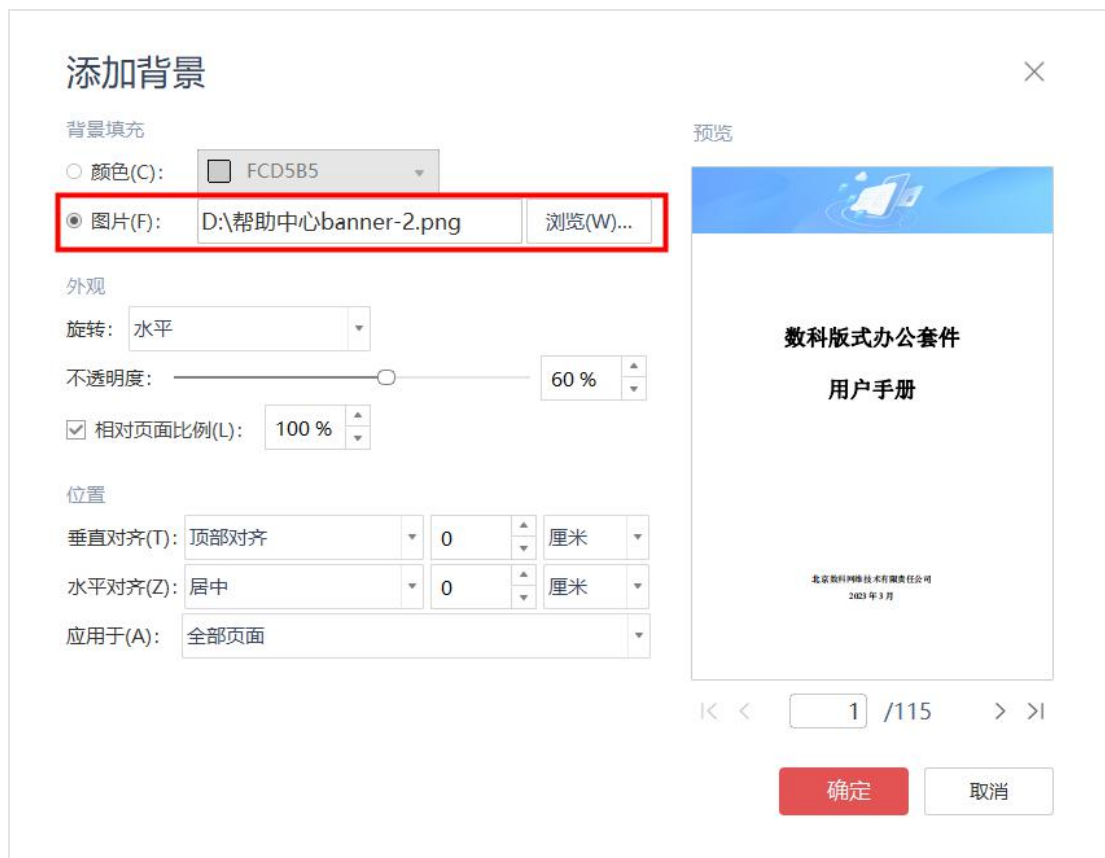 添加背景
背景填充
颜色(C): FCD5B5
图片(F): D:\帮助中心banner-2.png 浏览(W)...
外观
旋转: 水平
不透明度: 60 %
相对页面比例(L): 100 %
位置
垂直对齐(T): 顶部对齐 0 厘米
水平对齐(Z): 居中 0 厘米
应用于(A): 全部页面
预览
数科版式办公套件
用户手册
北京数科网维技术有限责任公司
2023 年 3 月
1 /115
确定 取消